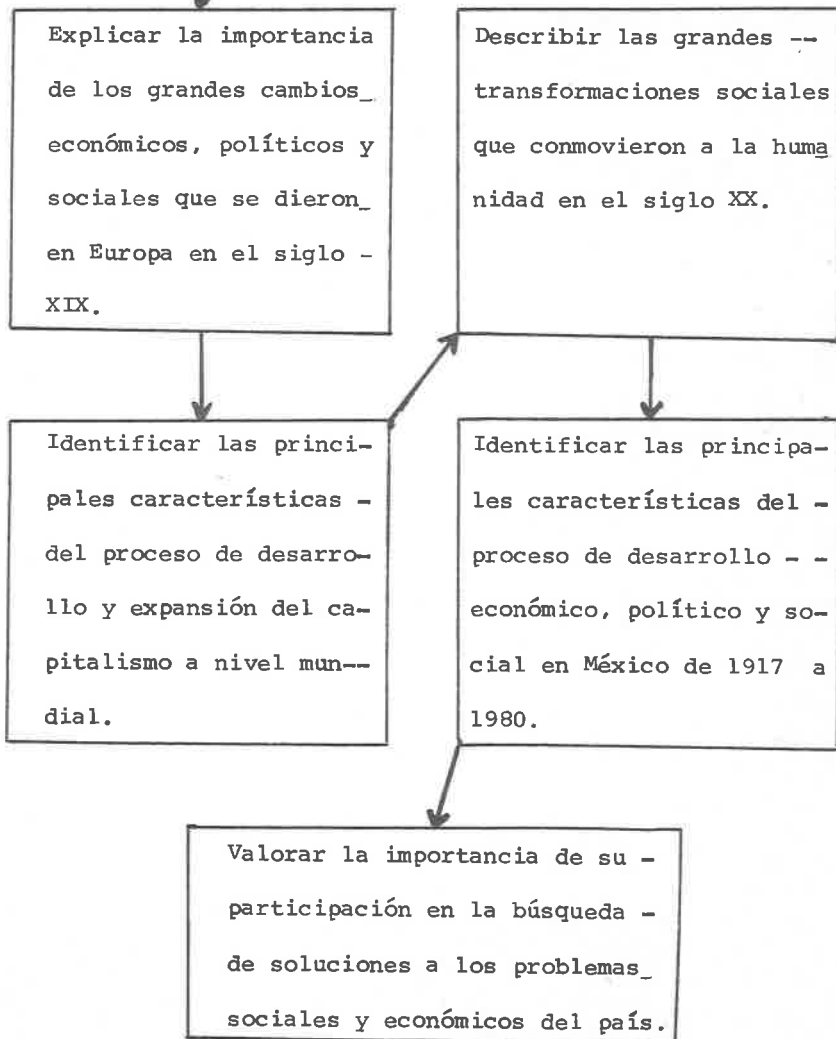 Explicar la importancia
de los grandes cambios_
económicos, políticos y
sociales que se dieron_
en Europa en el siglo -
XIX.
Identificar las princi-
pales características -
del proceso de desarro-
llo y expansión del ca-
pitalismo a nivel mun--
dial.
Describir las grandes --
transformaciones sociales
que conmovieron a la huma
nidad en el siglo XX.
Identificar las principa-
les características del -
proceso de desarrollo - -
económico, político y so-
cial en México de 1917 a
1980.
Valorar la importancia de su -
participación en la búsqueda -
de soluciones a los problemas_
sociales y económicos del país.